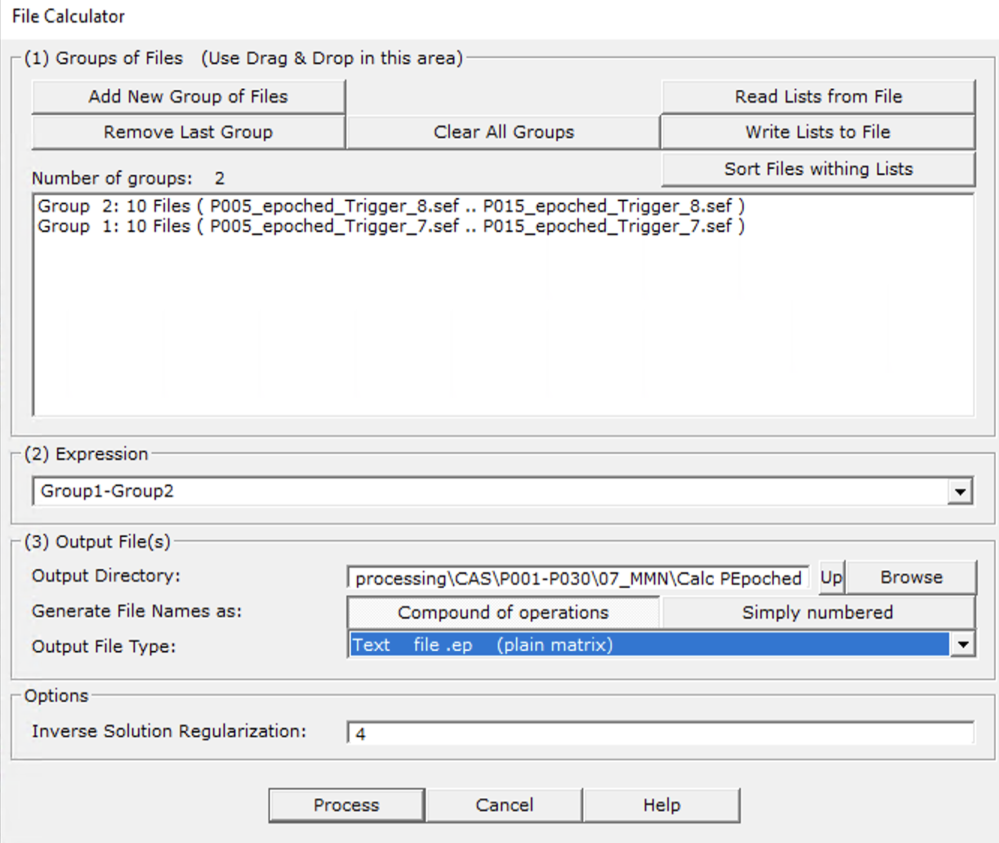 File Calculator
(1) Groups of Files (Use Drag & Drop in this area)
Add New Group of Files
Read Lists from File
Remove Last Group
Clear All Groups
Write Lists to File
Sort Files withing Lists
Number of groups: 2
Group 2: 10 Files ( P005_epoched_Trigger_8.sef .. P015_epoched_Trigger_8.sef )
Group 1: 10 Files ( P005_epoched_Trigger_7.sef .. P015_epoched_Trigger_7.sef )
(2) Expression
Group1-Group2
(3) Output File(s)
Output Directory:
processing\CAS\P001-P030\07_MMN\Calc PEpoched
Up
Browse
Generate File Names as:
Compound of operations
Simply numbered
Output File Type:
Text file .ep (plain matrix)
Options
Inverse Solution Regularization:
4
Process
Cancel
Help